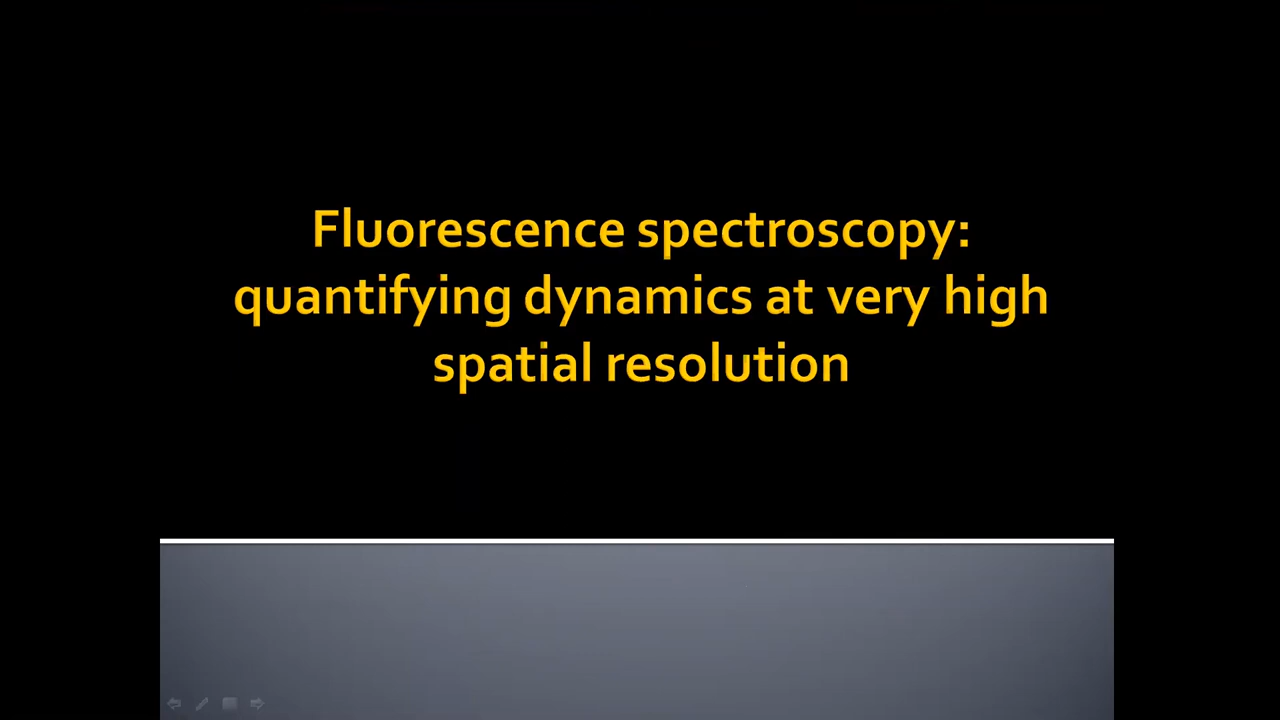 Fluorescence spectroscopy:
quantifying dynamics at very high
spatial resolution